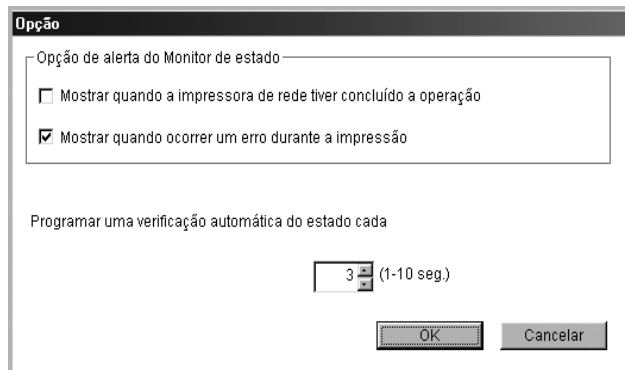 Opção
Opção de alerta do Monitor de estado
Mostrar quando a impressora de rede tiver concluído a operação
Mostrar quando ocorrer um erro durante a impressão
Programar uma verificação automática do estado cada
3 (1-10 seg.)
OK Cancelar